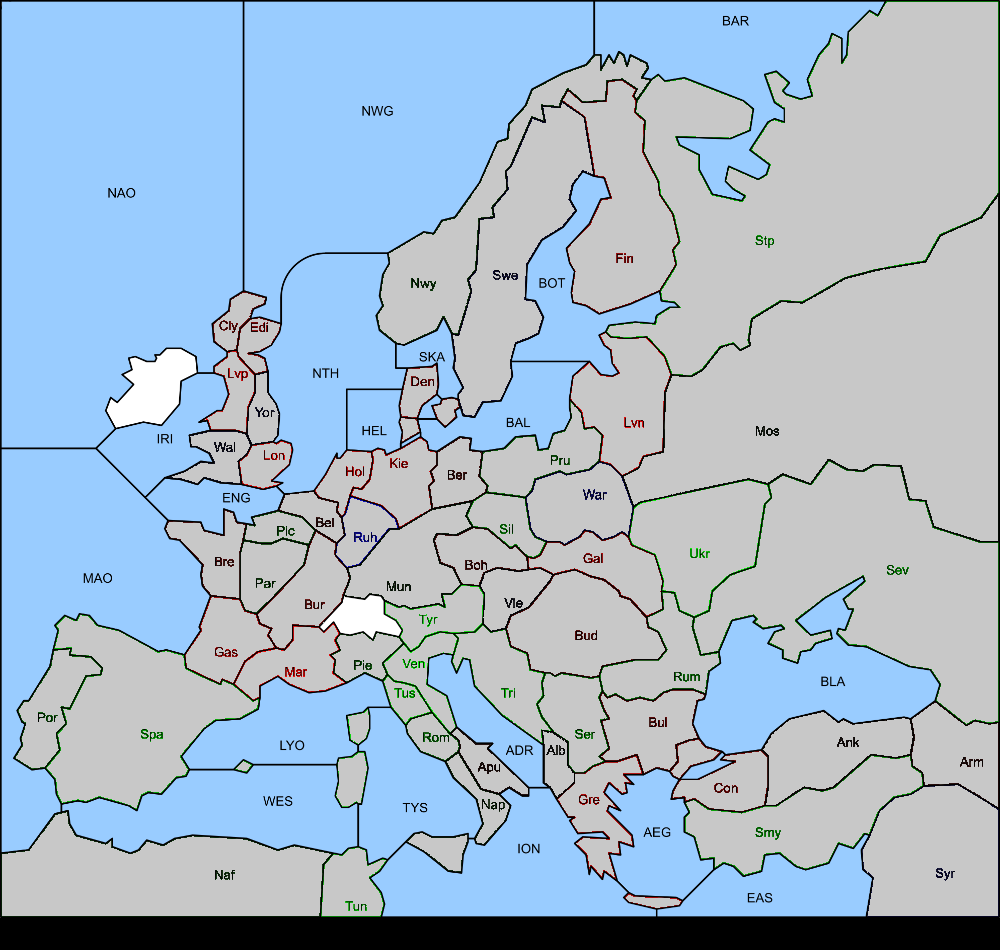 BAR
NWG
NAO
Stp
Fin
Swe
Nwy
BOT
Cly
Edi
SKA
NTH
Lvp
Den
Yor
BAL
Lvn
HEL
Mos
IRI
Wal
Lon
Hol
Kie
Pru
Ber
War
ENG
Bel
Pic
Sil
Ruh
Ukr
Gal
Bre
Boh
Sev
MAO
Par
Mun
Bur
Vie
Tyr
Bud
Gas
Pie
Ven
Mar
Rum
BLA
Tus
Tri
Por
Bul
Spa
Ser
Rom
Ank
LYO
ADR
Alb
Arm
Apu
Con
WES
Gre
TYS
Nap
AEG
Smy
ION
Naf
Syr
EAS
Tun